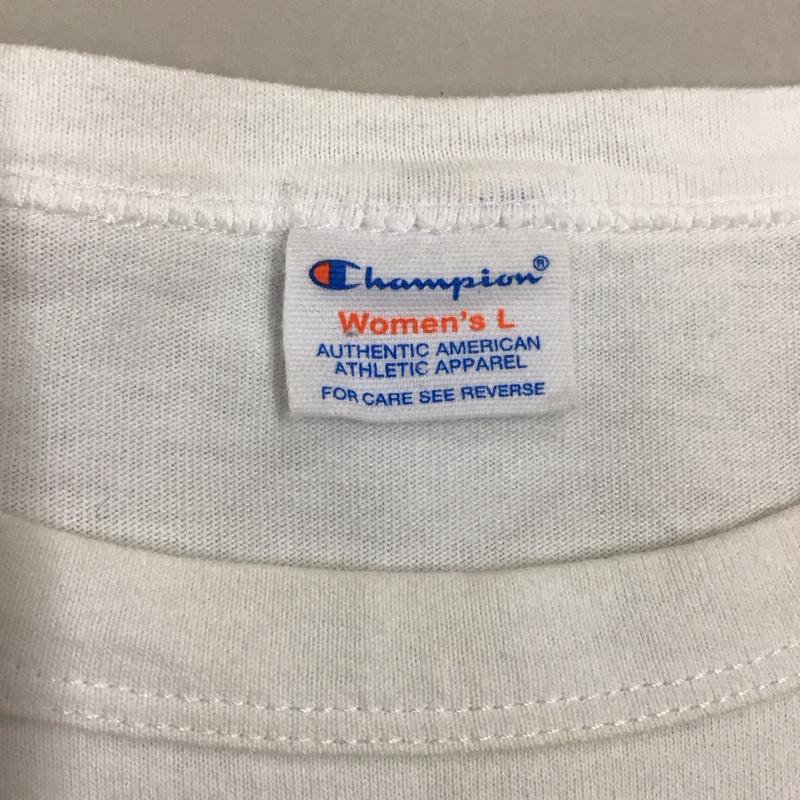 Champion®
Women's L
AUTHENTIC AMERICAN
ATHLETIC APPAREL
FOR CARE SEE REVERSE